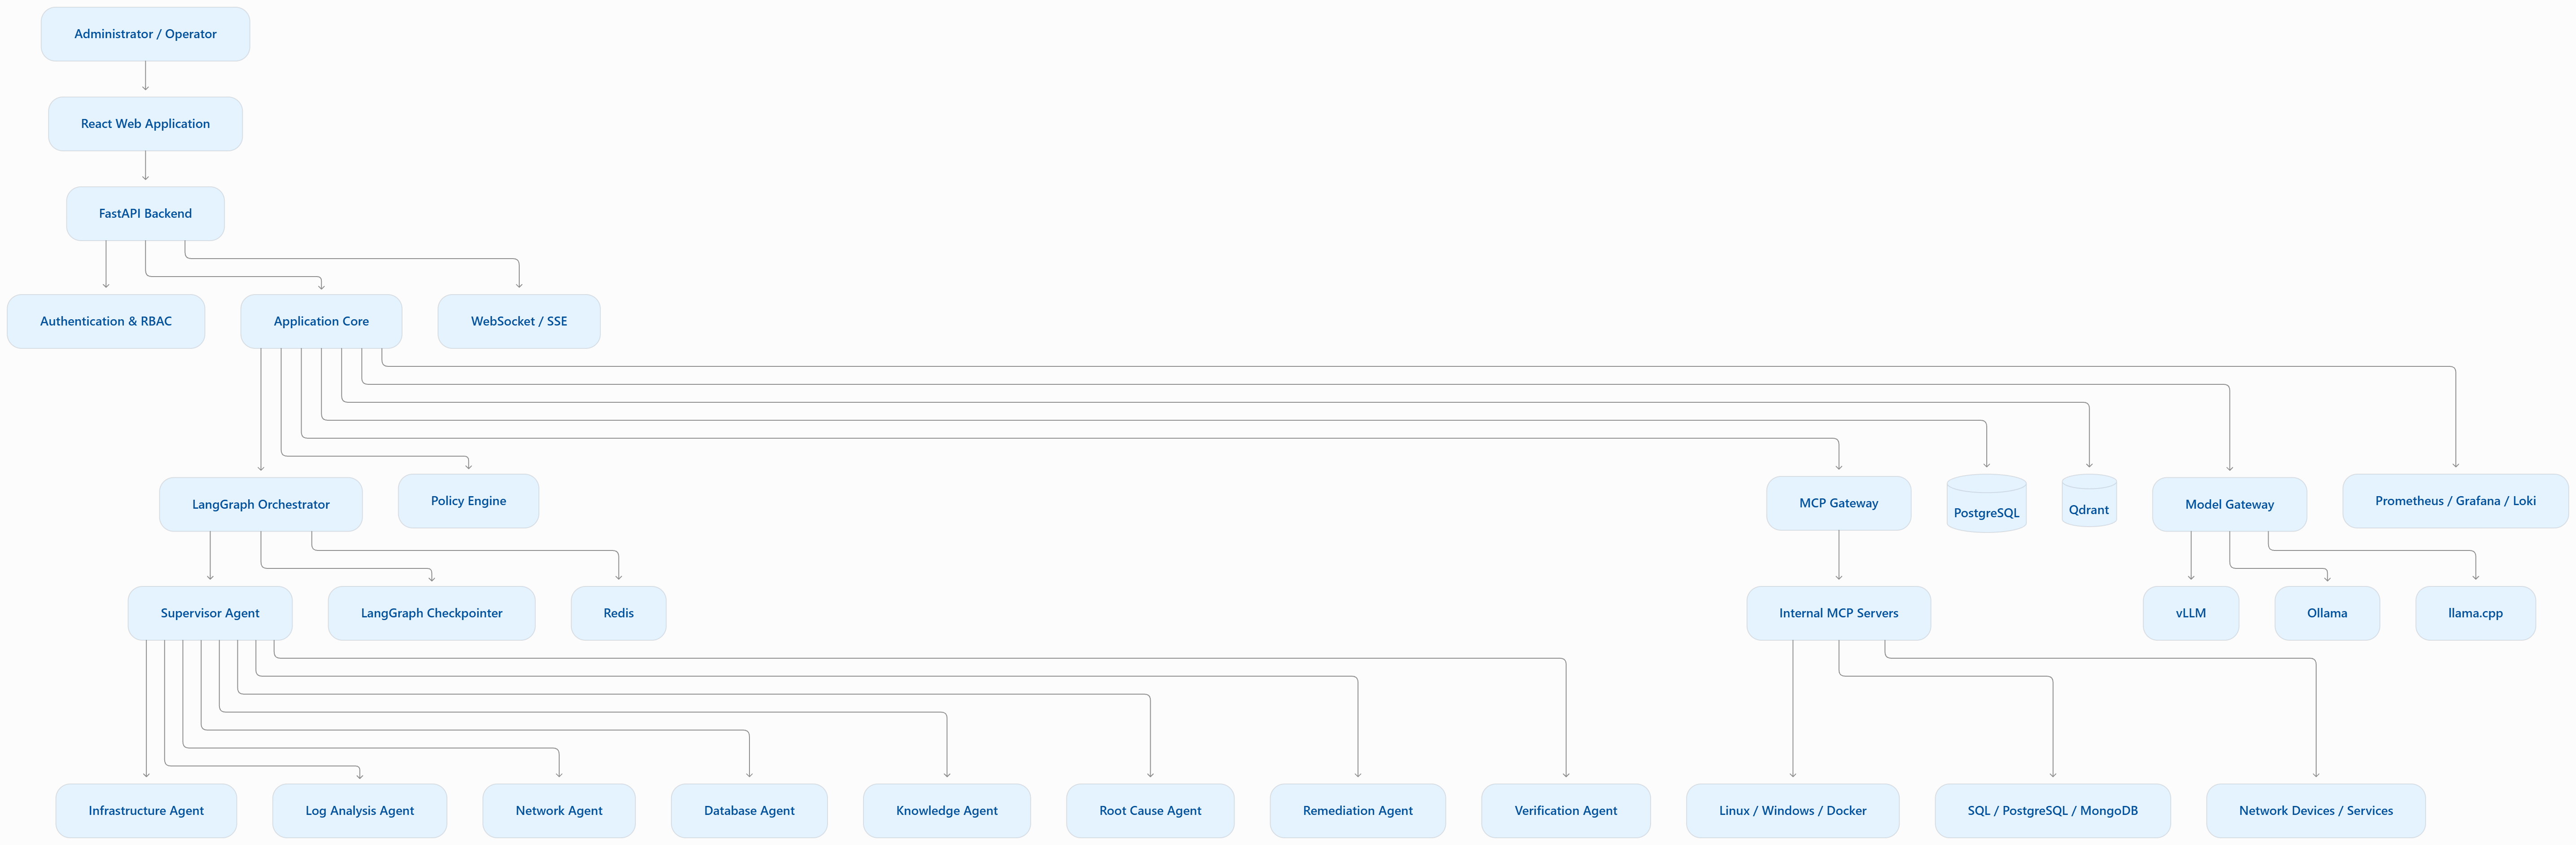 Administrator / Operator
React Web Application
FastAPI Backend
Authentication & RBAC
Application Core
WebSocket / SSE
LangGraph Orchestrator
Policy Engine
MCP Gateway
PostgreSQL
Qdrant
Model Gateway
Prometheus / Grafana / Loki
Supervisor Agent
LangGraph Checkpointer
Redis
Internal MCP Servers
vLLM
Ollama
llama.cpp
Infrastructure Agent
Log Analysis Agent
Network Agent
Database Agent
Knowledge Agent
Root Cause Agent
Remediation Agent
Verification Agent
Linux / Windows / Docker
SQL / PostgreSQL / MongoDB
Network Devices / Services